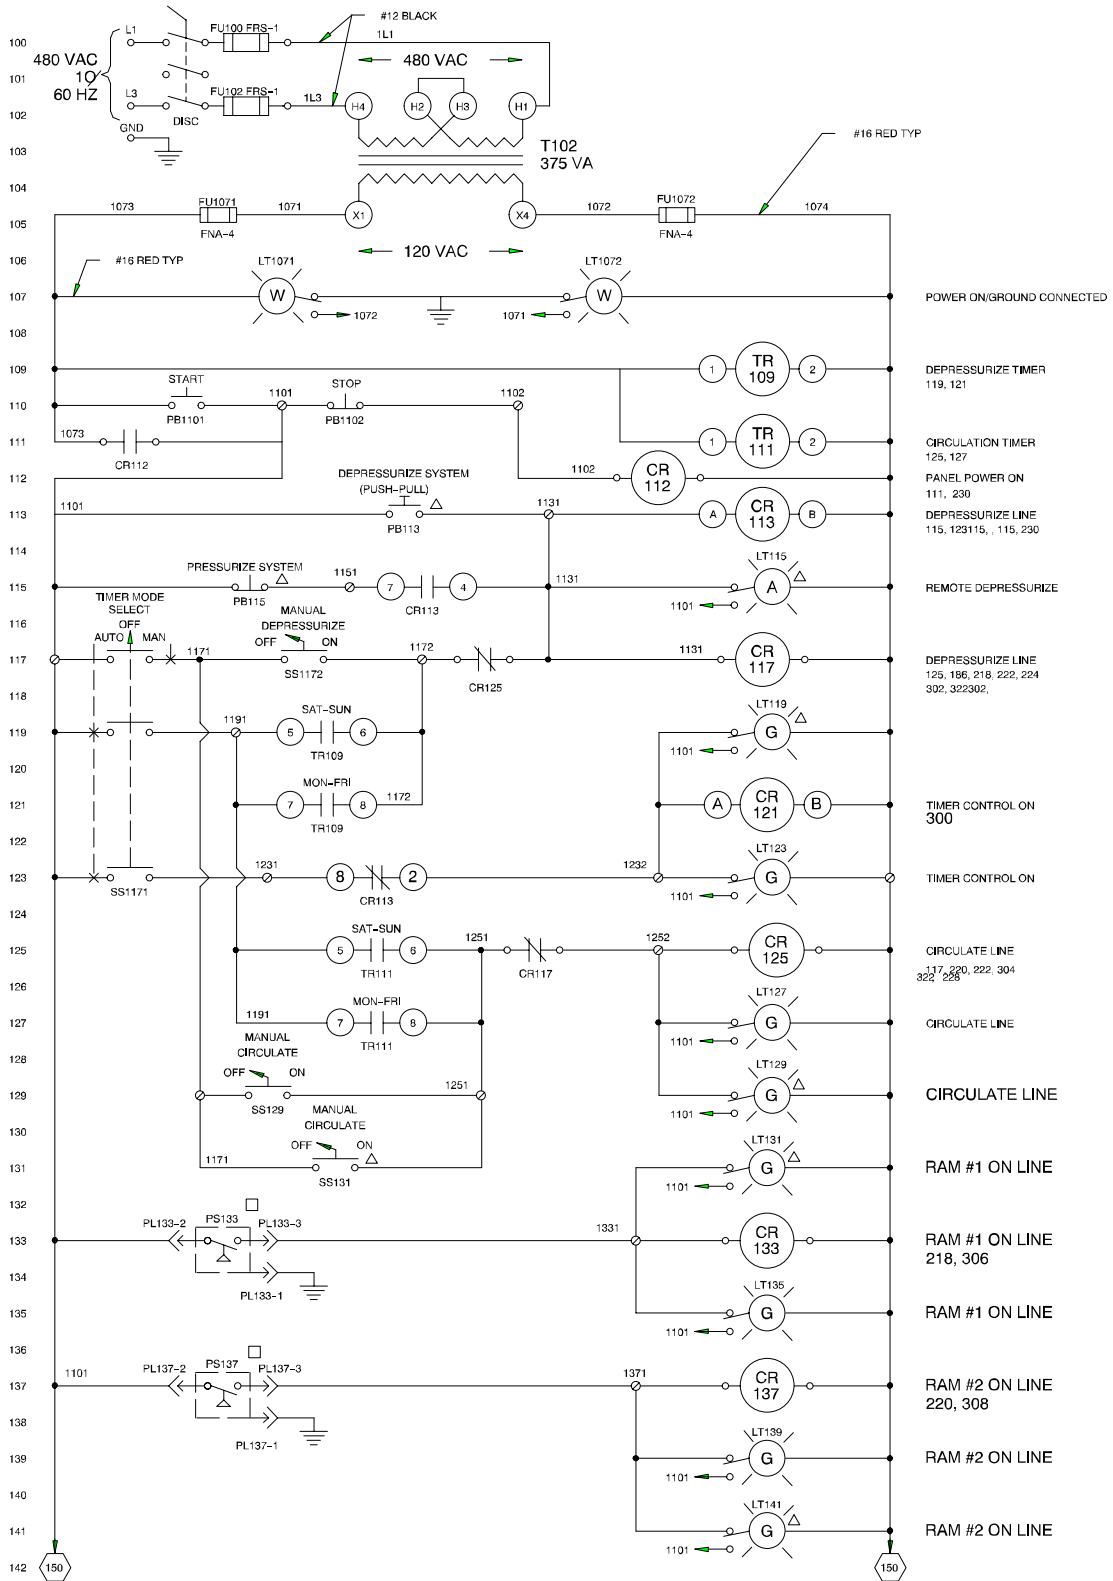 L1
FU100 FRS-1
#12 BLACK
100
1L1
480 VAC
1Ø
60 HZ
480 VAC
101
L3
FU102 FRS-1
1L3
H4
H2
H3
H1
102
DISC
GND
#16 RED TYP
103
T102
375 VA
104
1073
FU1071
1071
X1
X4
1072
FU1072
1074
105
FNA-4
FNA-4
120 VAC
106
#16 RED TYP
LT1071
LT1072
107
W
W
POWER ON/GROUND CONNECTED
1072
1071
108
109
1
TR
109
2
DEPRESSURIZE TIMER
119, 121
START
1101
STOP
1102
110
PB1101
PB1102
111
1073
CR112
1
TR
111
2
CIRCULATION TIMER
125, 127
112
DEPRESSURIZE SYSTEM
(PUSH-PULL)
1102
CR
112
PANEL POWER ON
111, 230
1101
113
PB113
1131
A
CR
113
B
DEPRESSURIZE LINE
115, 123115, , 115, 230
114
LT115
115
PRESSURIZE SYSTEM
PB115
1151
7
CR113
4
1131
A
1101
REMOTE DEPRESSURIZE
TIMER MODE
SELECT
OFF
AUTO
MAN
116
MANUAL
DEPRESSURIZE
OFF
ON
117
1171
SS1172
1172
CR125
1131
CR
117
DEPRESSURIZE LINE
125, 186, 218, 222, 224
302, 322302,
118
LT119
119
1191
SAT-SUN
5
6
TR109
G
1101
120
MON-FRI
121
7
8
1172
TR109
A
CR
121
B
TIMER CONTROL ON
300
122
LT123
123
SS1171
1231
8
2
CR113
1232
G
1101
TIMER CONTROL ON
124
SAT-SUN
125
5
6
TR111
1251
CR117
1252
CR
125
CIRCULATE LINE
117, 220, 222, 304
322, 228
126
MON-FRI
LT127
127
1191
7
8
TR111
G
1101
CIRCULATE LINE
128
MANUAL
CIRCULATE
OFF
ON
LT129
129
SS129
1251
G
1101
CIRCULATE LINE
130
MANUAL
CIRCULATE
OFF
ON
LT131
131
1171
SS131
G
1101
RAM #1 ON LINE
132
PL133-2
PS133
PL133-3
133
1331
CR
133
RAM #1 ON LINE
218, 306
134
PL133-1
LT135
135
G
1101
RAM #1 ON LINE
136
PL137-2
PS137
PL137-3
137
1101
1371
CR
137
RAM #2 ON LINE
220, 308
138
PL137-1
LT139
139
G
1101
RAM #2 ON LINE
140
LT141
141
G
1101
RAM #2 ON LINE
142
150
150